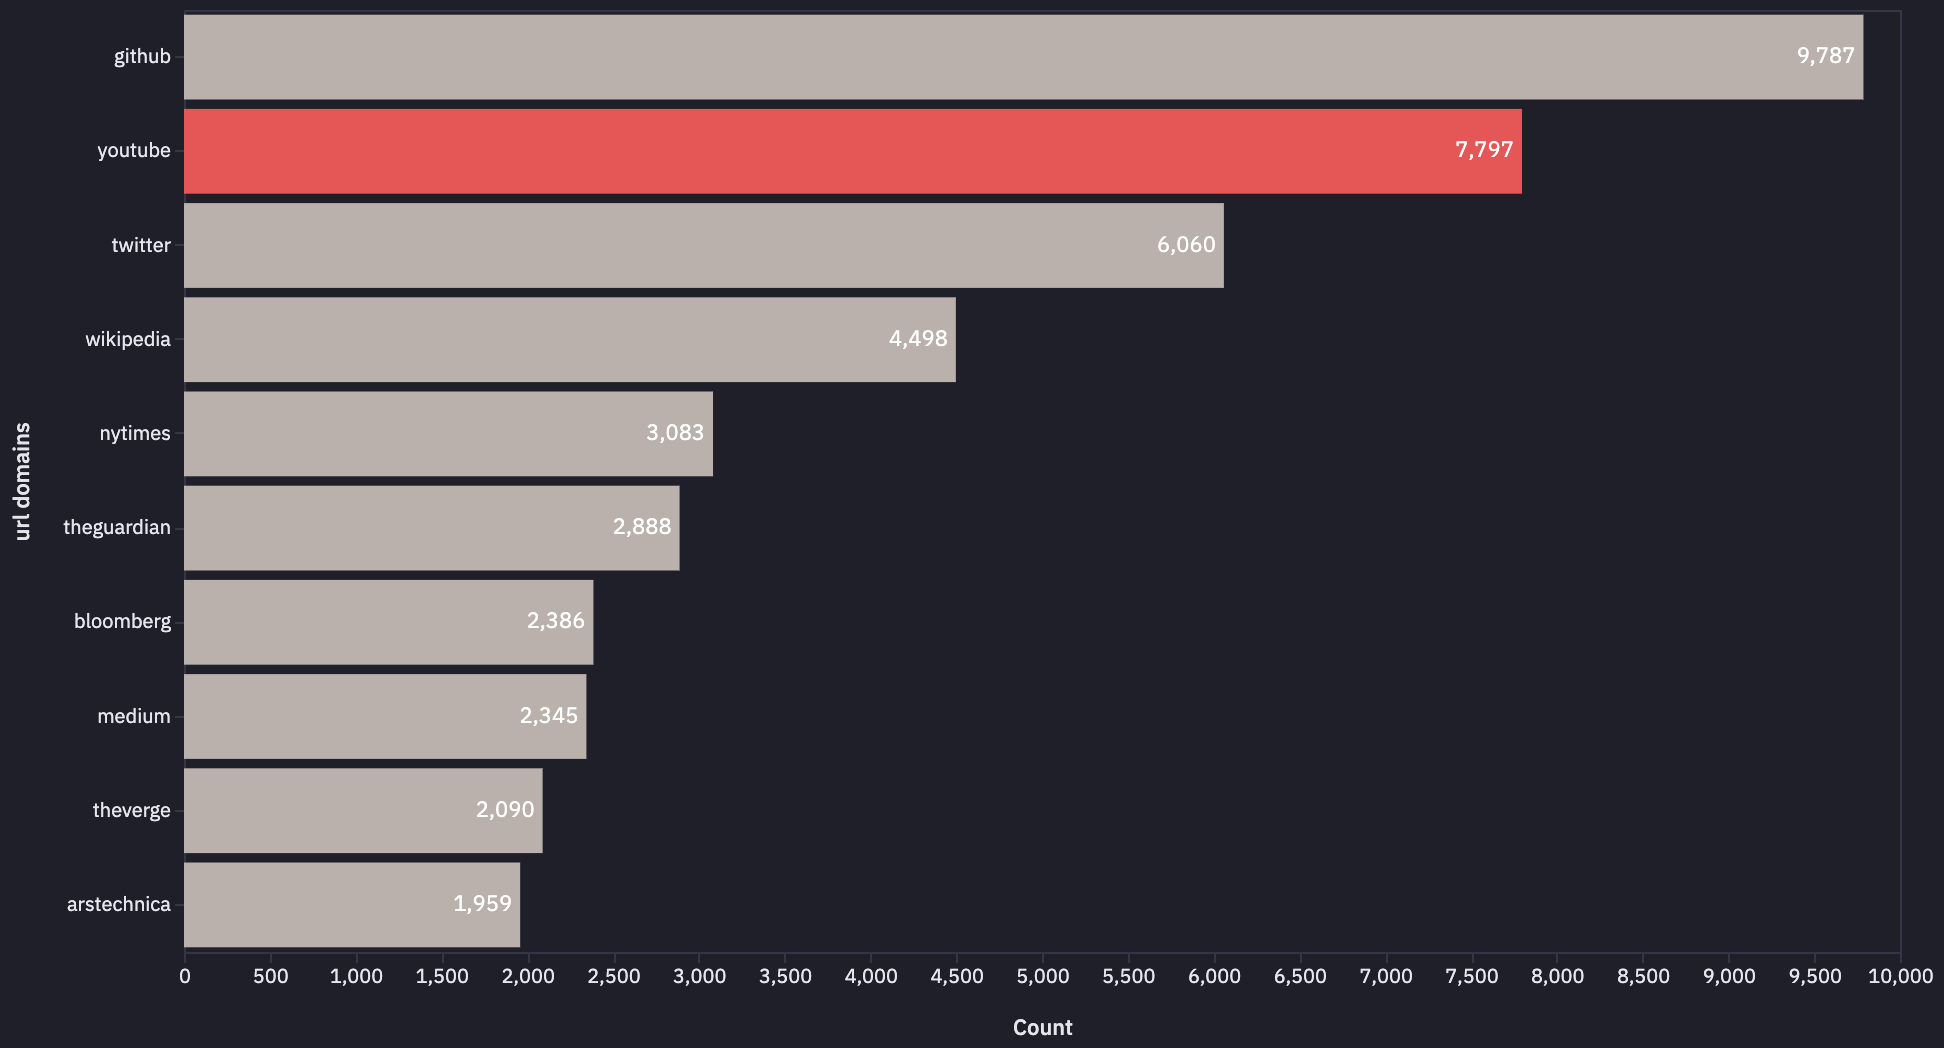 github 9,787
youtube 7,797
twitter 6,060
wikipedia 4,498
nytimes 3,083
theguardian 2,888
bloomberg 2,386
medium 2,345
theverge 2,090
arstechnica 1,959
url domains
0 500 1,000 1,500 2,000 2,500 3,000 3,500 4,000 4,500 5,000 5,500 6,000 6,500 7,000 7,500 8,000 8,500 9,000 9,500 10,000
Count